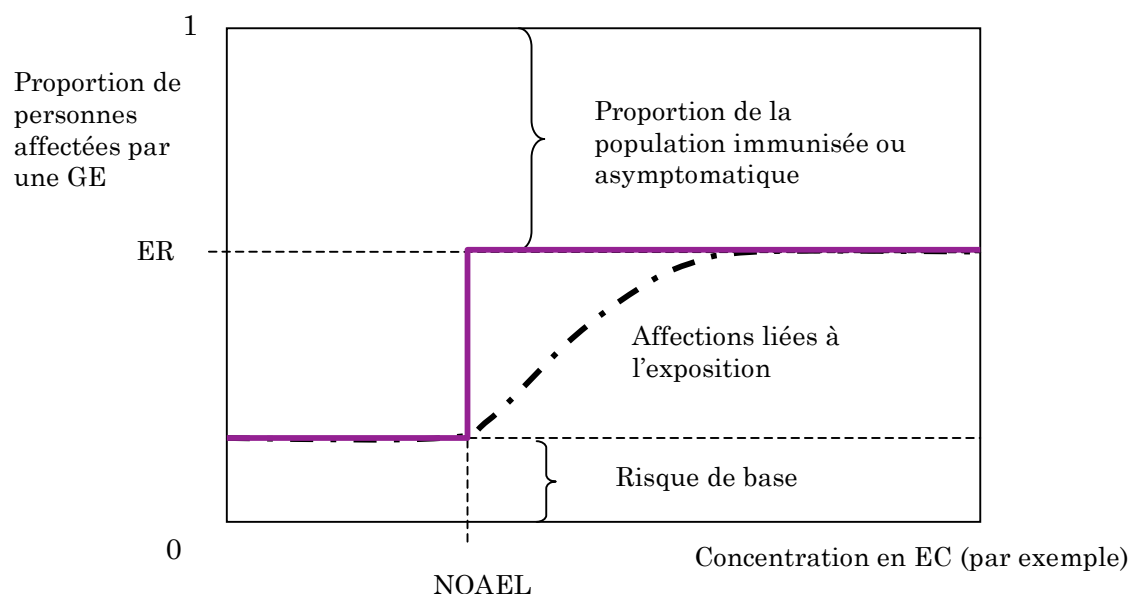 1
Proportion de
personnes
affectées par
une GE
Proportion de la
population immunisée ou
asymptomatique
ER
Affections liées à
l’exposition
Risque de base
0
Concentration en EC (par exemple)
NOAEL